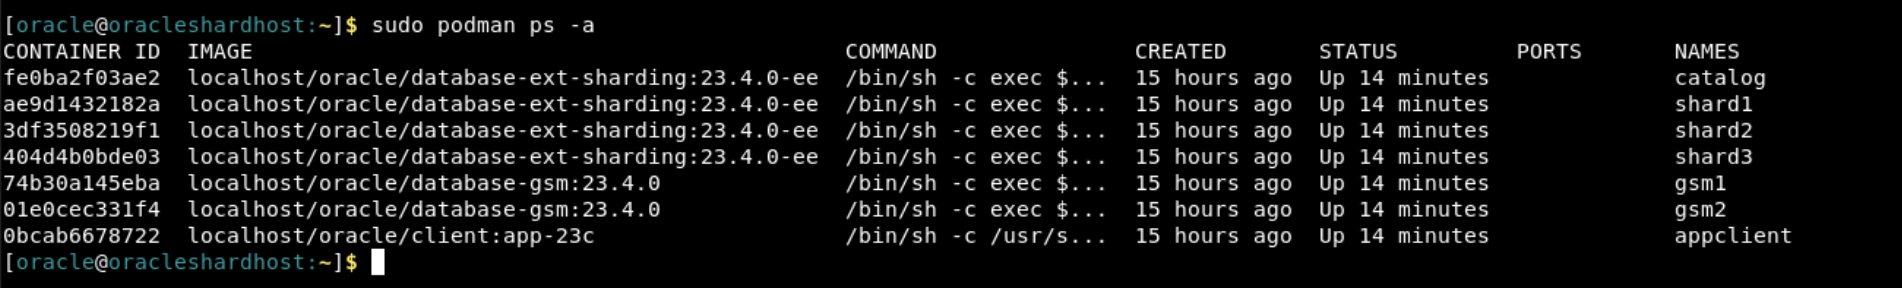 [oracle@oracleshardhost:~]$ sudo podman ps -a
CONTAINER ID  IMAGE                                             COMMAND               CREATED       STATUS         PORTS       NAMES
fe0ba2f03ae2  localhost/oracle/database-ext-sharding:23.4.0-ee  /bin/sh -c exec $...  15 hours ago  Up 14 minutes              catalog
ae9d1432182a  localhost/oracle/database-ext-sharding:23.4.0-ee  /bin/sh -c exec $...  15 hours ago  Up 14 minutes              shard1
3df3508219f1  localhost/oracle/database-ext-sharding:23.4.0-ee  /bin/sh -c exec $...  15 hours ago  Up 14 minutes              shard2
404d4b0bde03  localhost/oracle/database-ext-sharding:23.4.0-ee  /bin/sh -c exec $...  15 hours ago  Up 14 minutes              shard3
74b30a145eba  localhost/oracle/database-gsm:23.4.0              /bin/sh -c exec $...  15 hours ago  Up 14 minutes              gsm1
01e0cec331f4  localhost/oracle/database-gsm:23.4.0              /bin/sh -c exec $...  15 hours ago  Up 14 minutes              gsm2
0bcab6678722  localhost/oracle/client:app-23c                   /bin/sh -c /usr/s...  15 hours ago  Up 14 minutes              appclient
[oracle@oracleshardhost:~]$